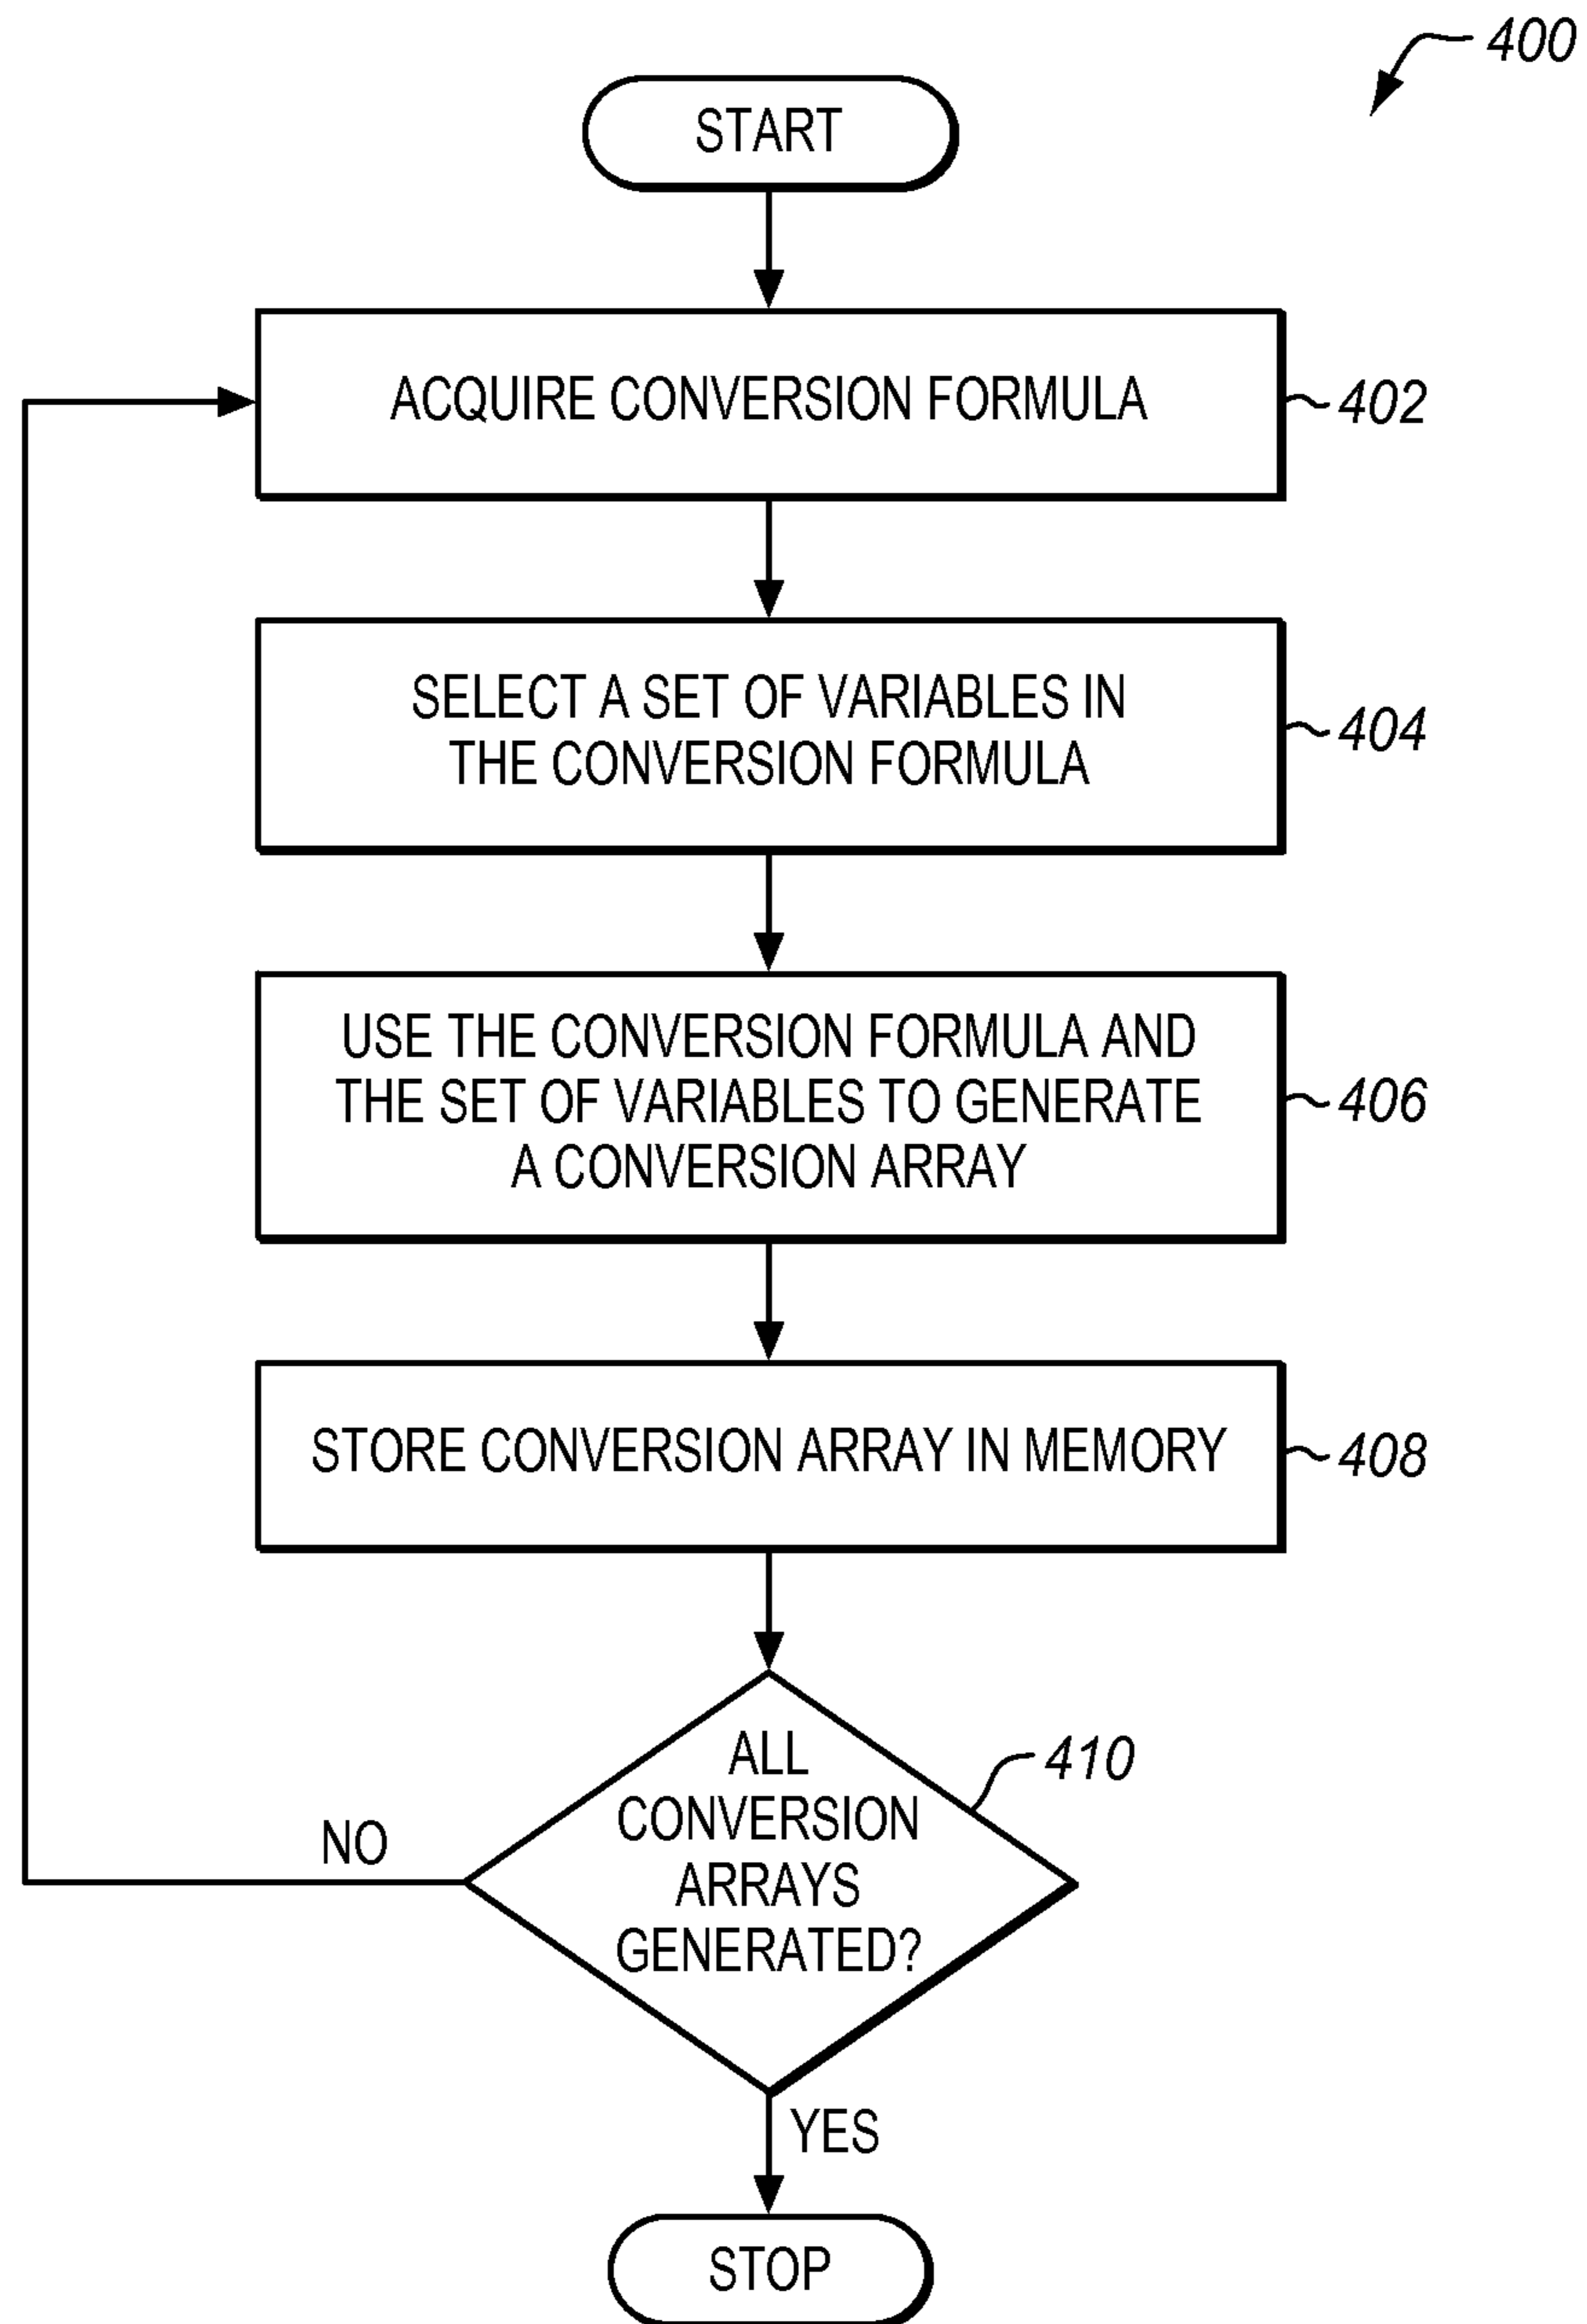 400
START
ACQUIRE CONVERSION FORMULA
402
SELECT A SET OF VARIABLES IN
THE CONVERSION FORMULA
404
USE THE CONVERSION FORMULA AND
THE SET OF VARIABLES TO GENERATE
A CONVERSION ARRAY
406
STORE CONVERSION ARRAY IN MEMORY
408
ALL
CONVERSION
ARRAYS
GENERATED?
410
NO
YES
STOP